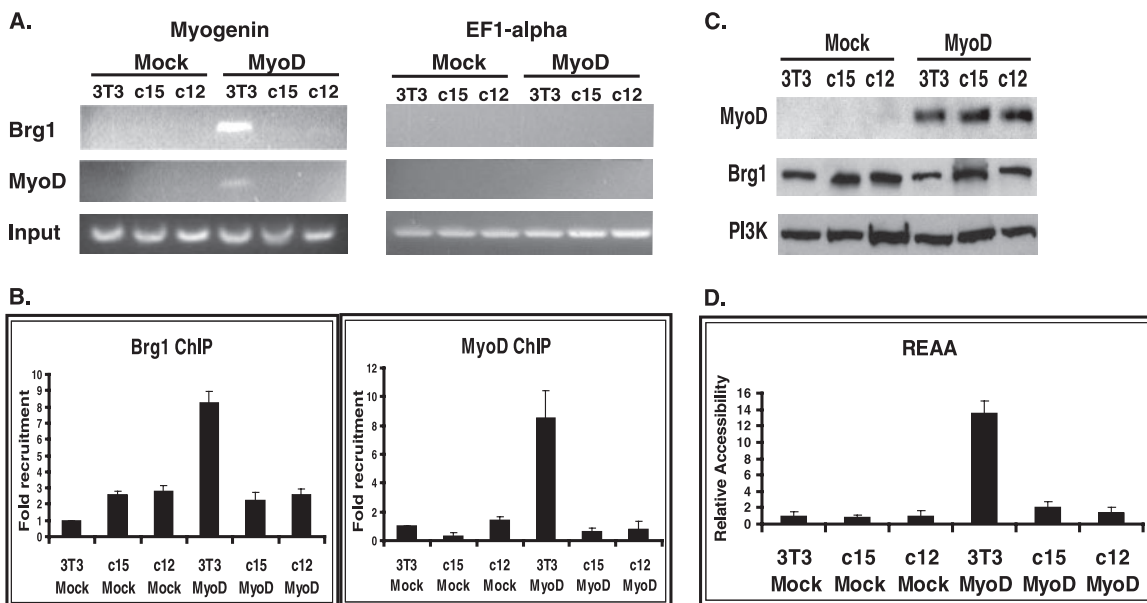 A.
Myogenin
EF1-alpha
Mock MyoD
Mock MyoD
3T3 c15 c12 3T3 c15 c12
3T3 c15 c12 3T3 c15 c12
Brg1
MyoD
Input
C.
Mock MyoD
3T3 c15 c12 3T3 c15 c12
MyoD
Brg1
PI3K
B.
Brg1 ChIP
Fold recruitment
10
9
8
7
6
5
4
3
2
1
0
3T3 c15 c12 3T3 c15 c12
Mock Mock Mock MyoD MyoD MyoD
MyoD ChIP
Fold recruitment
12
10
8
6
4
2
0
3T3 c15 c12 3T3 c15 c12
Mock Mock Mock MyoD MyoD MyoD
D.
REAA
Relative Accessibility
16
14
12
10
8
6
4
2
0
3T3 c15 c12 3T3 c15 c12
Mock Mock Mock MyoD MyoD MyoD